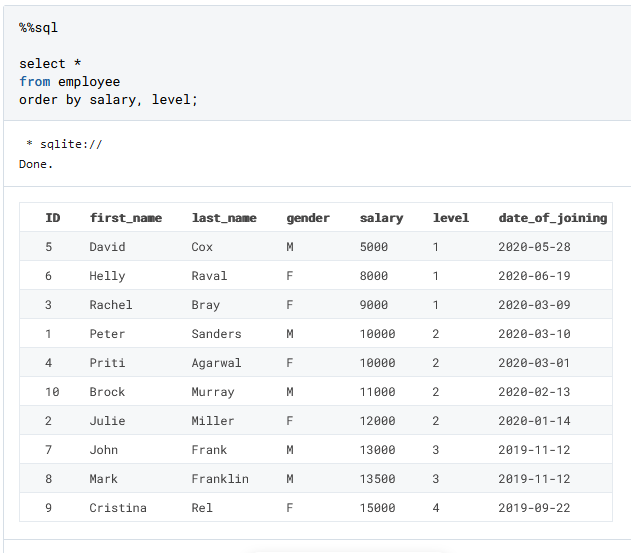 %%sql
select *
from employee
order by salary, level;
* sqlite://
Done.
ID first_name last_name gender salary level date_of_joining
5 David Cox M 5000 1 2020-05-28
6 Helly Raval F 8000 1 2020-06-19
3 Rachel Bray F 9000 1 2020-03-09
1 Peter Sanders M 10000 2 2020-03-10
4 Priti Agarwal F 10000 2 2020-03-01
10 Brock Murray M 11000 2 2020-02-13
2 Julie Miller F 12000 2 2020-01-14
7 John Frank M 13000 3 2019-11-12
8 Mark Franklin M 13500 3 2019-11-12
9 Cristina Rel F 15000 4 2019-09-22